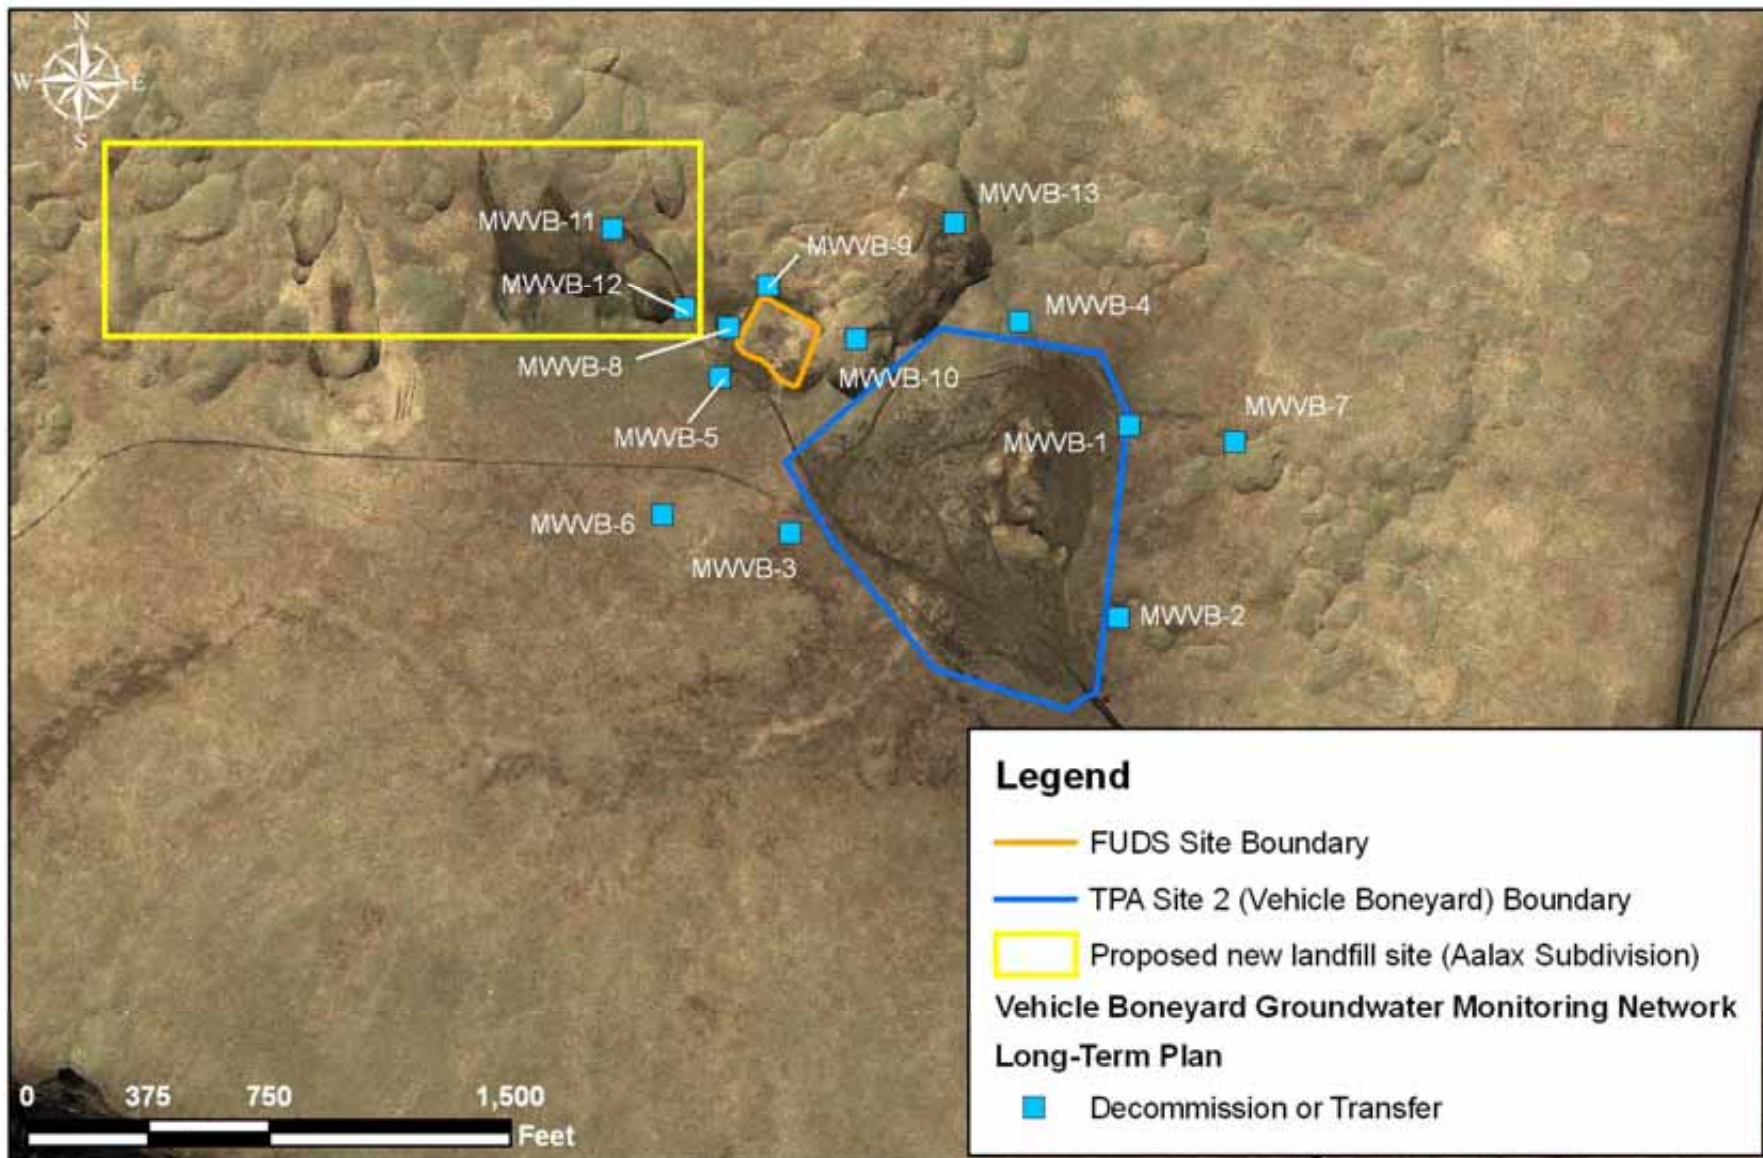 N
W E
S
MWVB-13
MWVB-11
MWVB-9
MWVB-12
MWVB-4
MWVB-8
MWVB-10
MWVB-7
MWVB-5
MWVB-1
MWVB-6
MWVB-3
MWVB-2
Legend
FUDS Site Boundary
TPA Site 2 (Vehicle Boneyard) Boundary
Proposed new landfill site (Aalax Subdivision)
Vehicle Boneyard Groundwater Monitoring Network
Long-Term Plan
Decommission or Transfer
0 375 750 1,500
Feet